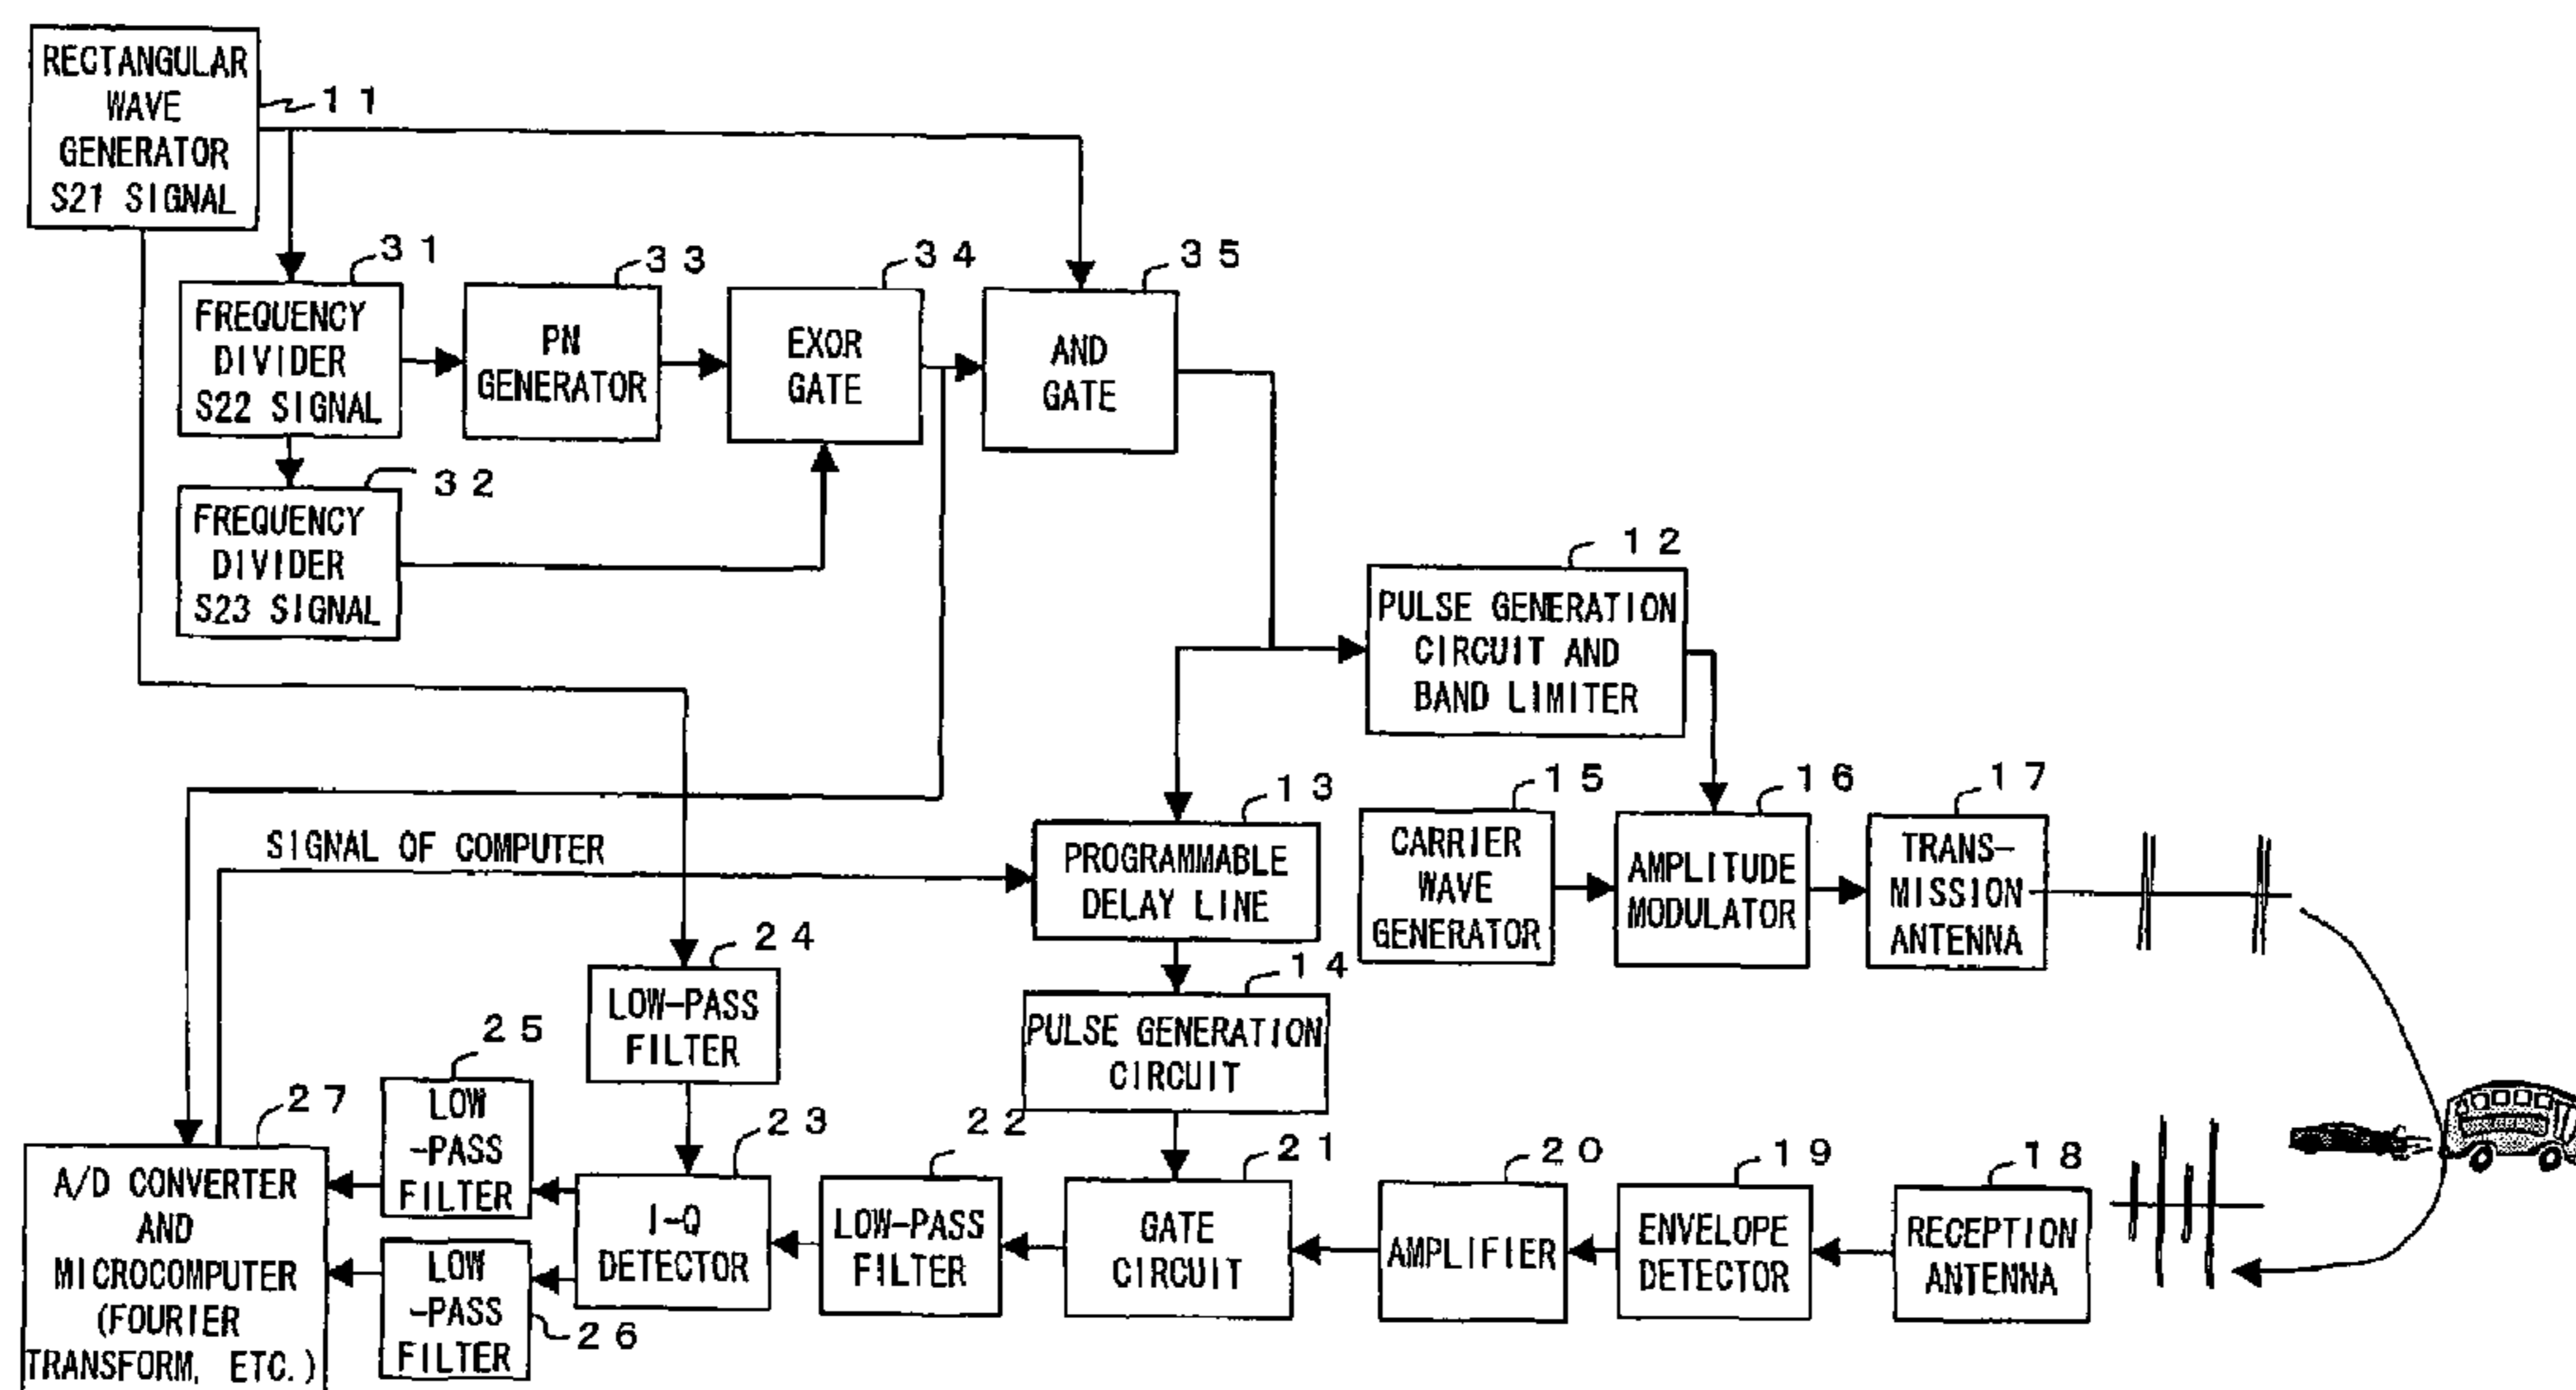 RECTANGULAR
WAVE
GENERATOR
S21 SIGNAL
11
31
FREQUENCY
DIVIDER
S22 SIGNAL
33
PN
GENERATOR
34
EXOR
GATE
35
AND
GATE
32
FREQUENCY
DIVIDER
S23 SIGNAL
12
PULSE GENERATION
CIRCUIT AND
BAND LIMITER
SIGNAL OF COMPUTER
13
PROGRAMMABLE
DELAY LINE
15
CARRIER
WAVE
GENERATOR
16
AMPLITUDE
MODULATOR
17
TRANS-
MISSION
ANTENNA
24
LOW-PASS
FILTER
14
PULSE GENERATION
CIRCUIT
27
A/D CONVERTER
AND
MICROCOMPUTER
(FOURIER
TRANSFORM, ETC.)
25
LOW
-PASS
FILTER
LOW
-PASS
FILTER
26
23
I-Q
DETECTOR
22
LOW-PASS
FILTER
21
GATE
CIRCUIT
20
AMPLIFIER
19
ENVELOPE
DETECTOR
18
RECEPTION
ANTENNA